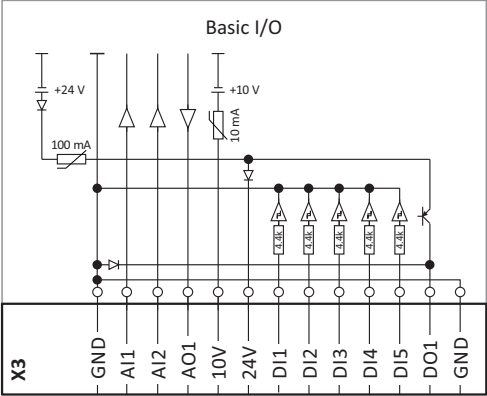 Basic I/O
+24 V
+10 V
100 mA
10 mA
4.4k
4.4k
4.4k
4.4k
4.4k
X3
GND
AI1
AI2
AO1
10V
24V
DI1
DI2
DI3
DI4
DI5
DO1
GND